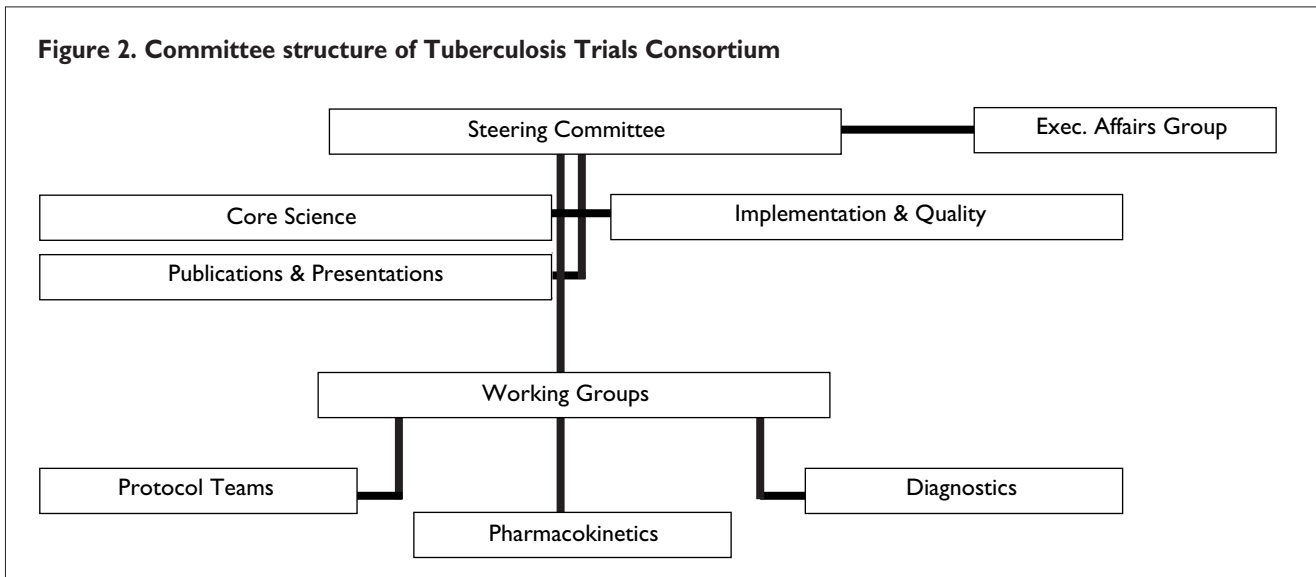 Figure 2. Committee structure of Tuberculosis Trials Consortium
Steering Committee
Exec. Affairs Group
Core Science
Implementation & Quality
Publications & Presentations
Working Groups
Protocol Teams
Diagnostics
Pharmacokinetics